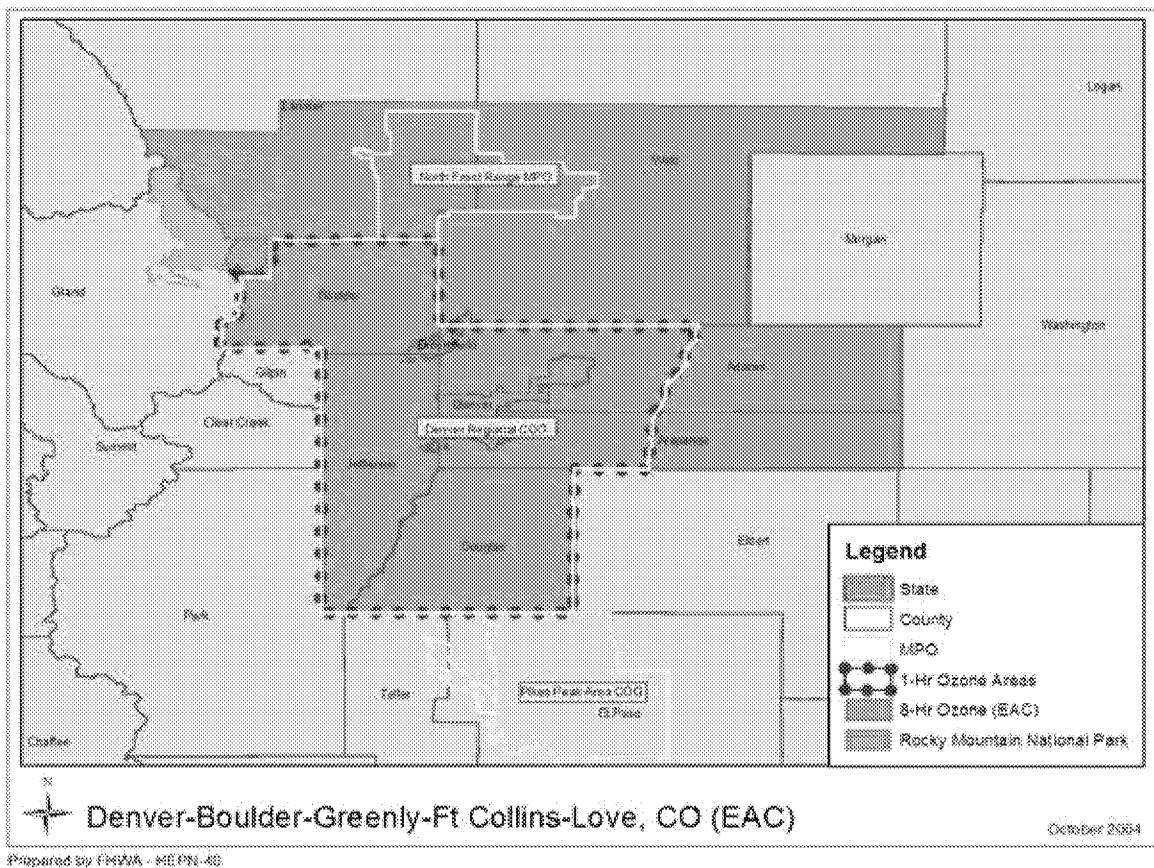 Logan
Larimer
Weld
North Front Range MPO
Morgan
Grand
Boulder
Washington
Broomfield
Gilpin
Adams
Denver
Clear Creek
Denver Regional COG
Arapahoe
Summit
Jefferson
Elbert
Douglas
Park
Teller
Pikes Peak Area COG
El Paso
Chaffee
Legend
State
County
MPO
1-Hr Ozone Areas
8-Hr Ozone (EAC)
Rocky Mountain National Park
N
Denver-Boulder-Greenly-Ft Collins-Love, CO (EAC)
October 2004
Prepared by FHWA - HEPN-40